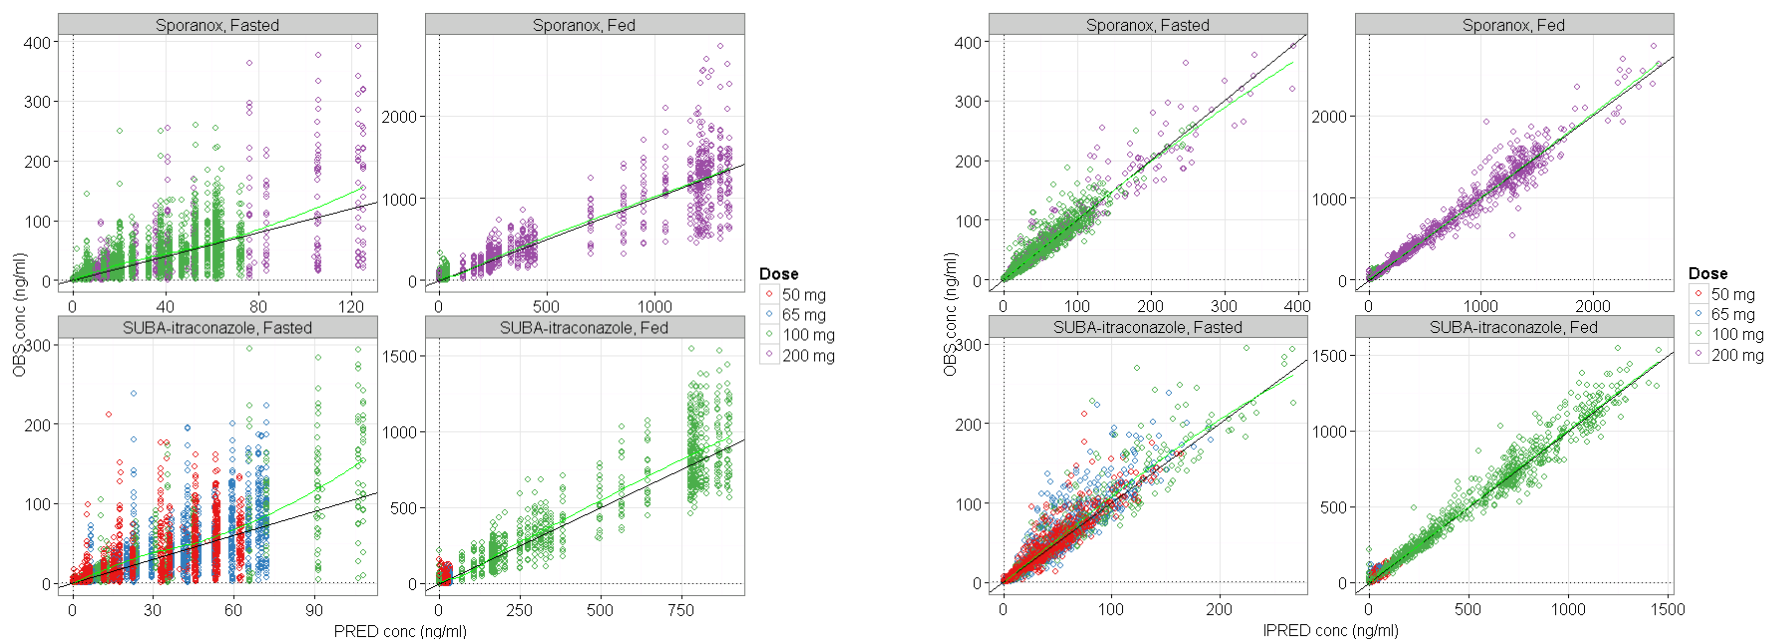 Sporanox, Fasted
Sporanox, Fed
400
300
200
100
0
2000
1000
0
0 40 80 120
0 500 1000
SUBA-itraconazole, Fasted
SUBA-itraconazole, Fed
300
200
100
0
1500
1000
500
0
0 30 60 90
0 250 500 750
OBS conc (ng/ml)
PRED conc (ng/ml)
Dose
50 mg
65 mg
100 mg
200 mg
Sporanox, Fasted
Sporanox, Fed
400
300
200
100
0
2000
1000
0
0 100 200 300 400
0 1000 2000
SUBA-itraconazole, Fasted
SUBA-itraconazole, Fed
300
200
100
0
1500
1000
500
0
0 100 200
0 500 1000 1500
OBS conc (ng/ml)
IPRED conc (ng/ml)
Dose
50 mg
65 mg
100 mg
200 mg